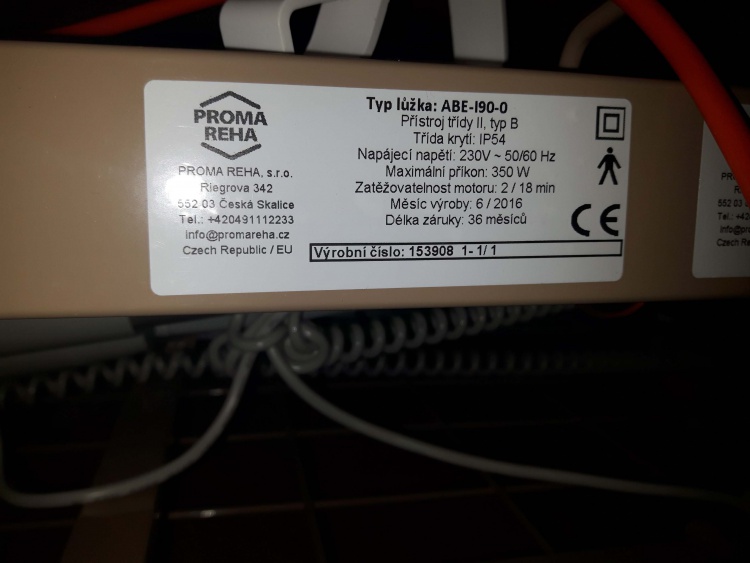 PROMA
REHA
PROMA REHA, s.r.o.
Riegrova 342
552 03 Česká Skalice
Tel.: +420491112233
info@promareha.cz
Czech Republic / EU
Typ lůžka: ABE-I90-0
Přístroj třídy II, typ B
Třída krytí: IP54
Napájecí napětí: 230V ~ 50/60 Hz
Maximální příkon: 350 W
Zatěžovatelnost motoru: 2 / 18 min
Měsíc výroby: 6 / 2016
Délka záruky: 36 měsíců
CE
Výrobní číslo: 153908 1- 1/ 1